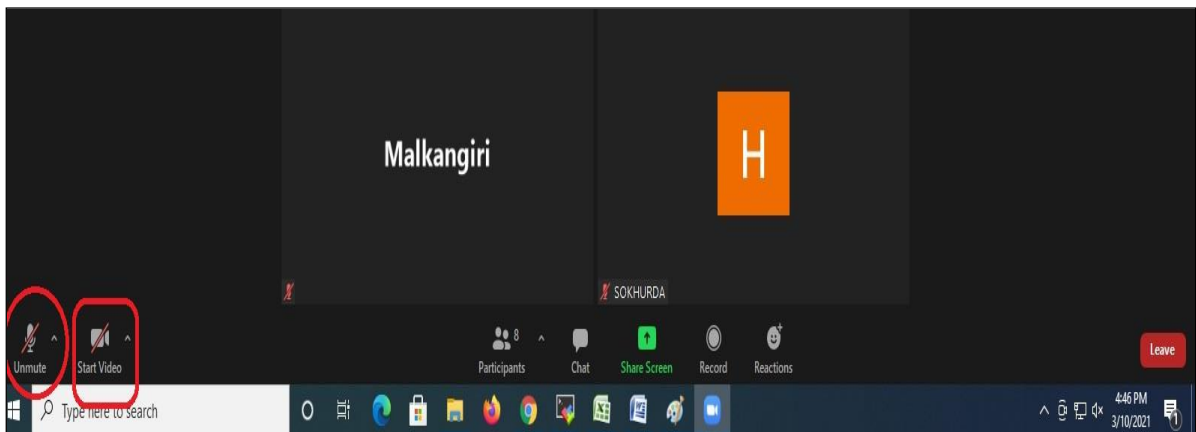 Malkangiri
H
SOKHURDA
8
Unmute
Start Video
Participants
Chat
Share Screen
Record
Reactions
Leave
Type here to search
4:46 PM
3/10/2021
1